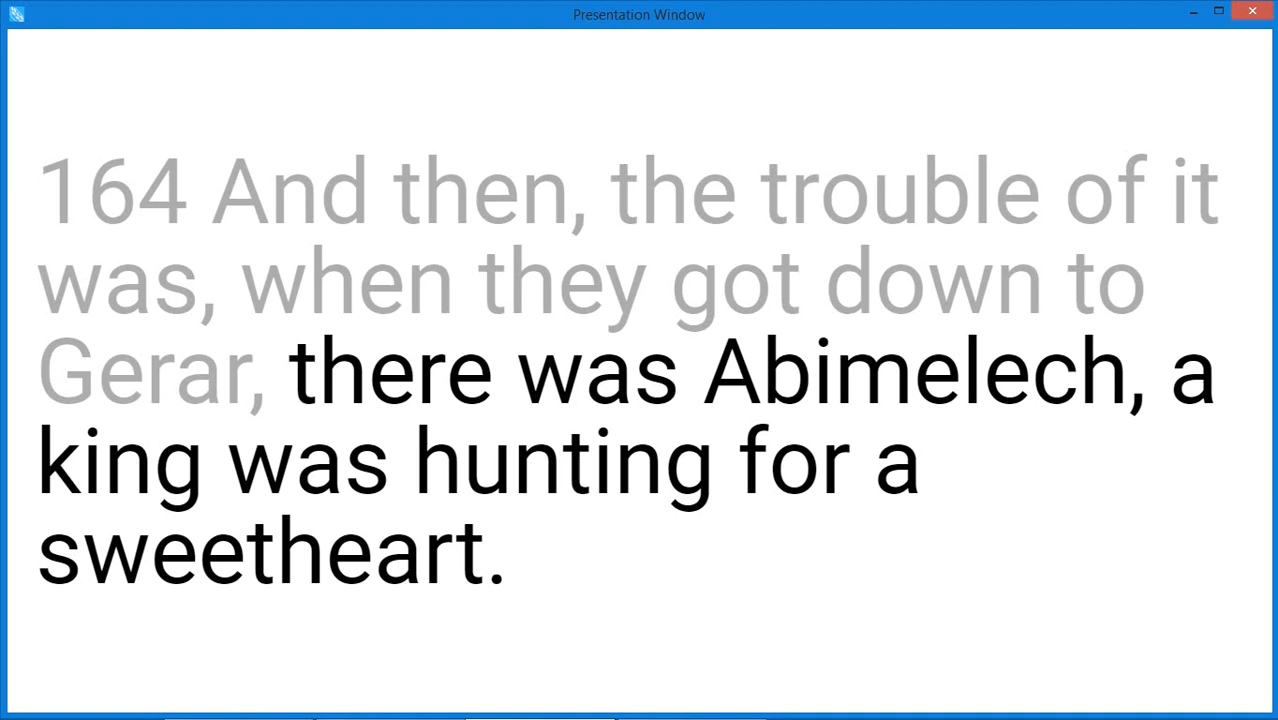 Presentation Window
164 And then, the trouble of it
was, when they got down to
Gerar, there was Abimelech, a
king was hunting for a
sweetheart.